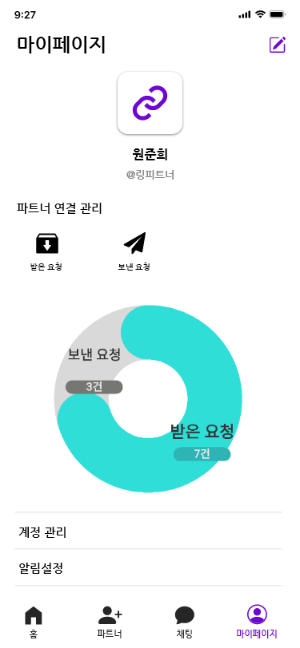 9:27
마이페이지
원준희
@링피트너
파트너 연결 관리
받은 요청 보낸 요청
보낸 요청
3건
받은 요청
7건
계정 관리
알림설정
홈 파트너 채팅 마이페이지